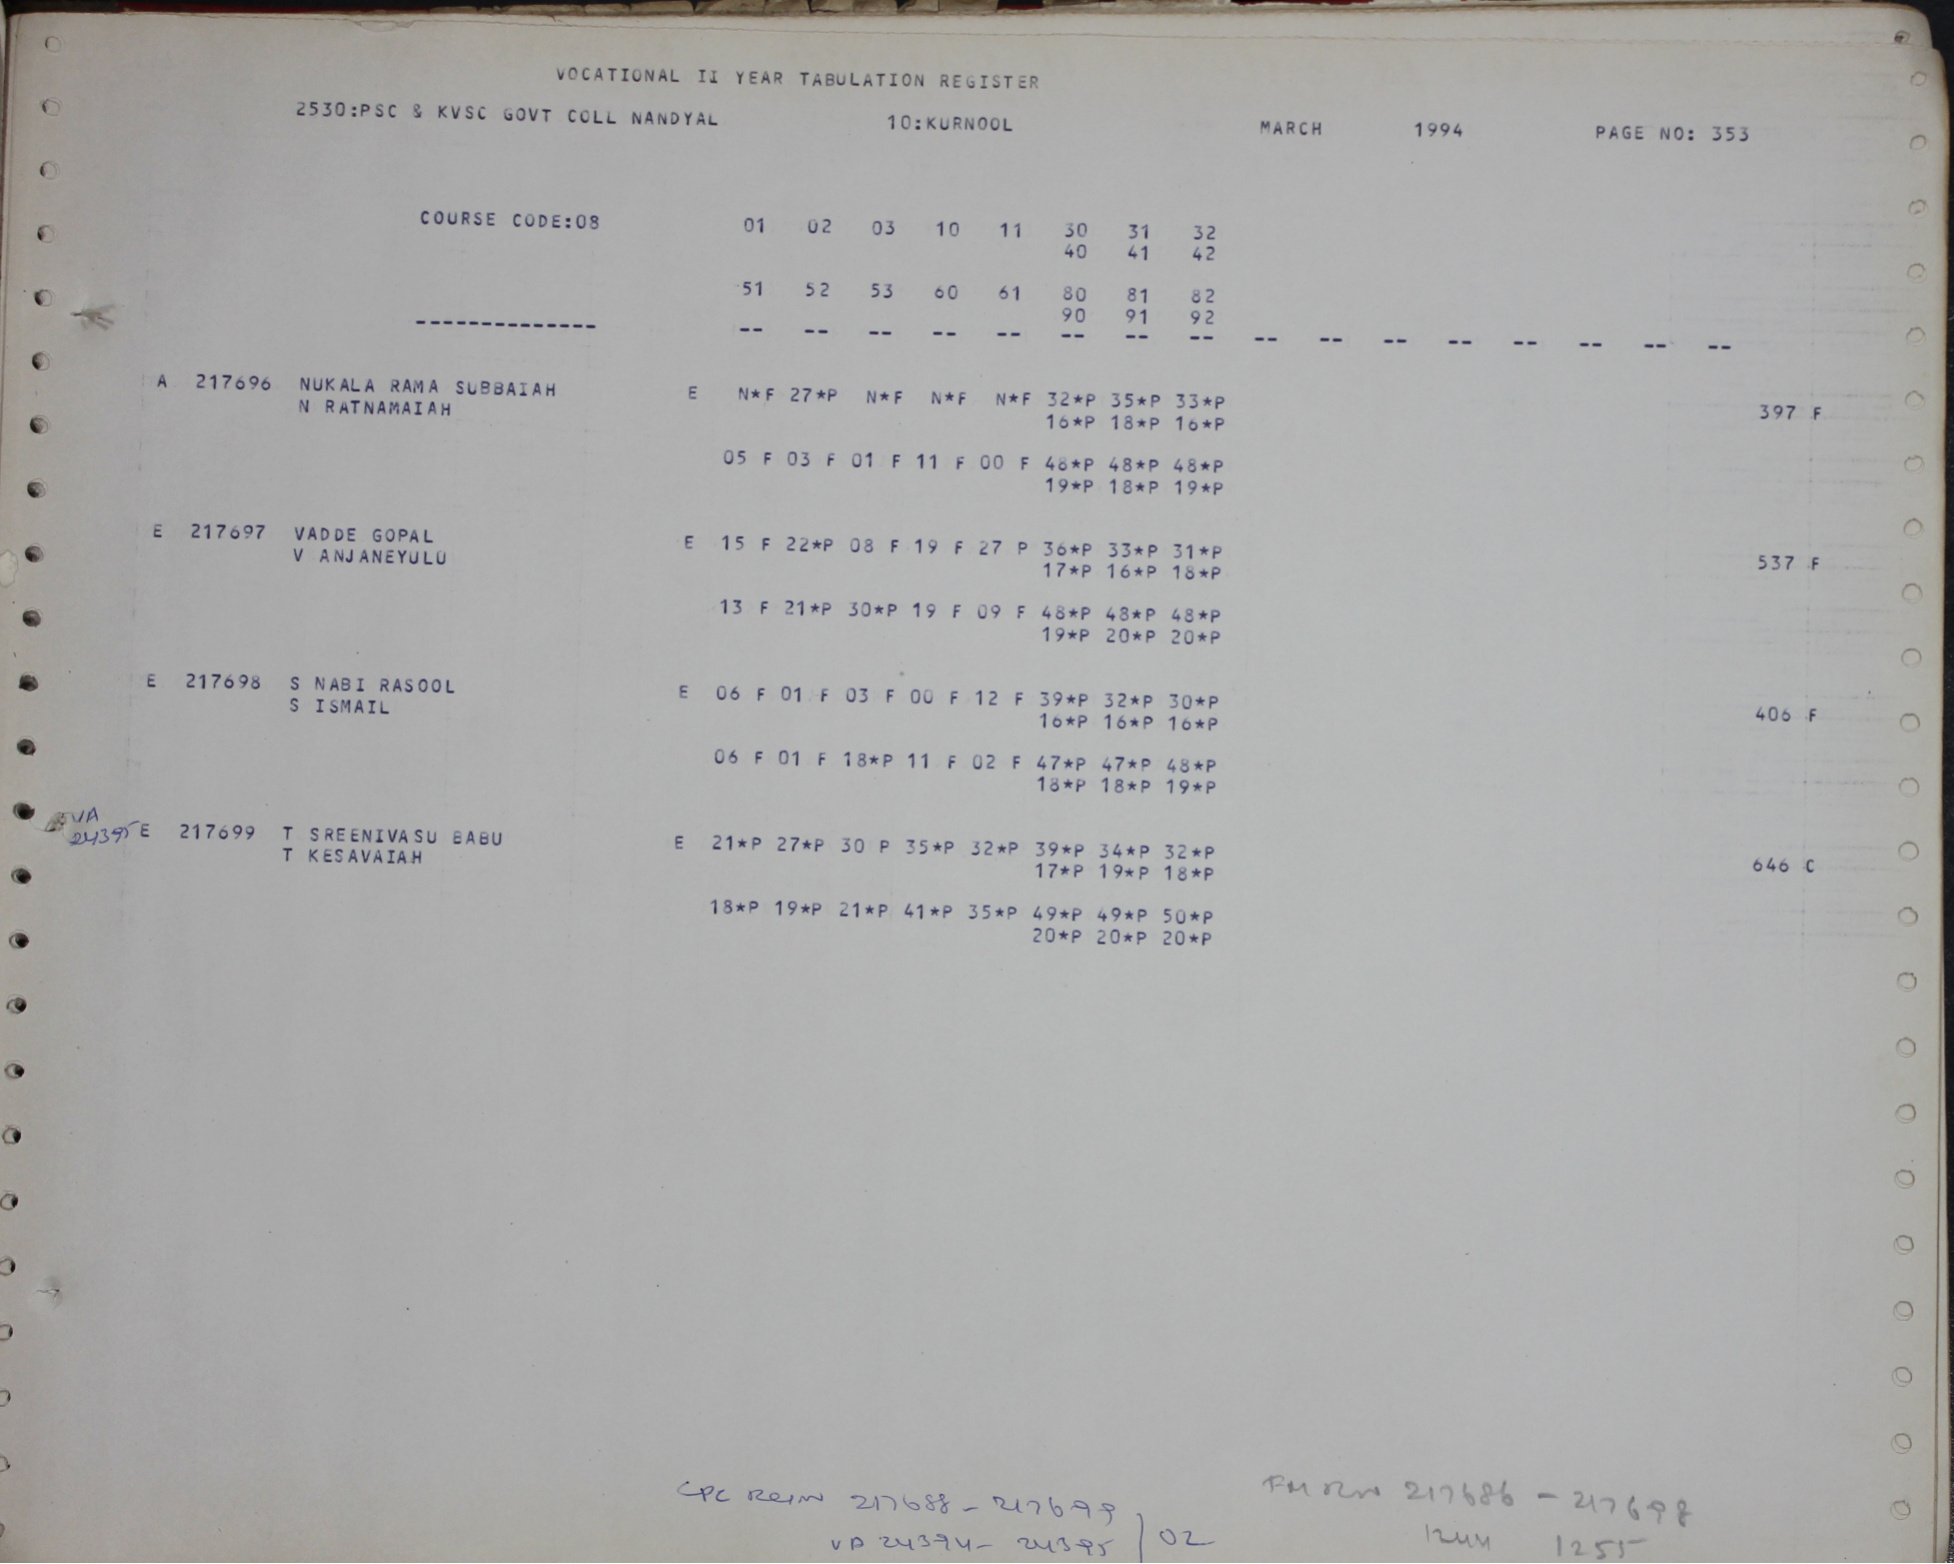 VOCATIONAL II YEAR TABULATION REGISTER
2530:PSC & KVSC GOVT COLL NANDYAL 10:KURNOOL MARCH 1994 PAGE NO: 353
COURSE CODE:08 01 02 03 10 11 30 31 32
40 41 42
51 52 53 60 61 80 81 82
90 91 92
-------------- -- -- -- -- -- -- -- -- -- -- -- -- -- -- -- --
A 217696 NUKALA RAMA SUBBAIAH E N*F 27*P N*F N*F N*F 32*P 35*P 33*P
N RATNAMAIAH 16*P 18*P 16*P 397 F
05 F 03 F 01 F 11 F 00 F 48*P 48*P 48*P
19*P 18*P 19*P
E 217697 VADDE GOPAL E 15 F 22*P 08 F 19 F 27 P 36*P 33*P 31*P
V ANJANEYULU 17*P 16*P 18*P 537 F
13 F 21*P 30*P 19 F 09 F 48*P 48*P 48*P
19*P 20*P 20*P
E 217698 S NABI RASOOL E 06 F 01 F 03 F 00 F 12 F 39*P 32*P 30*P
S ISMAIL 16*P 16*P 16*P 406 F
06 F 01 F 18*P 11 F 02 F 47*P 47*P 48*P
18*P 18*P 19*P
VA
24395 E 217699 T SREENIVASU BABU E 21*P 27*P 30 P 35*P 32*P 39*P 34*P 32*P
T KESAVAIAH 17*P 19*P 18*P 646 C
18*P 19*P 21*P 41*P 35*P 49*P 49*P 50*P
20*P 20*P 20*P
CPC 217688 - 217699 217686 - 217698
VA 24394 - 24395 02 1244 1255